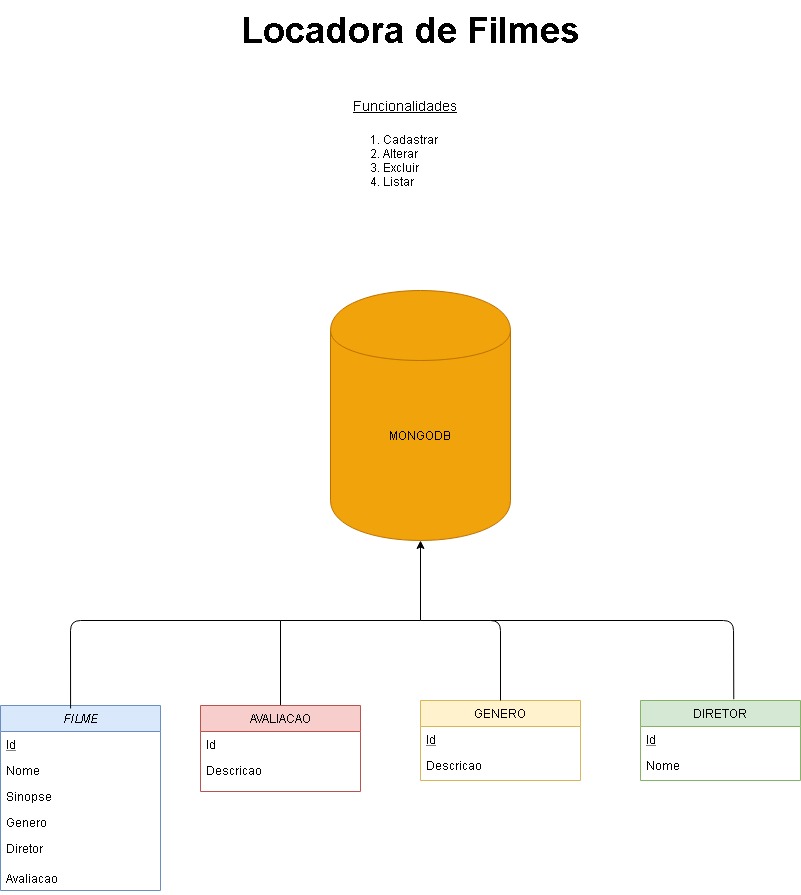 Locadora de Filmes
Funcionalidades
1. Cadastrar
2. Alterar
3. Excluir
4. Listar
MONGODB
FILME
Id
Nome
Sinopse
Genero
Diretor
Avaliacao
AVALIACAO
Id
Descricao
GENERO
Id
Descricao
DIRETOR
Id
Nome